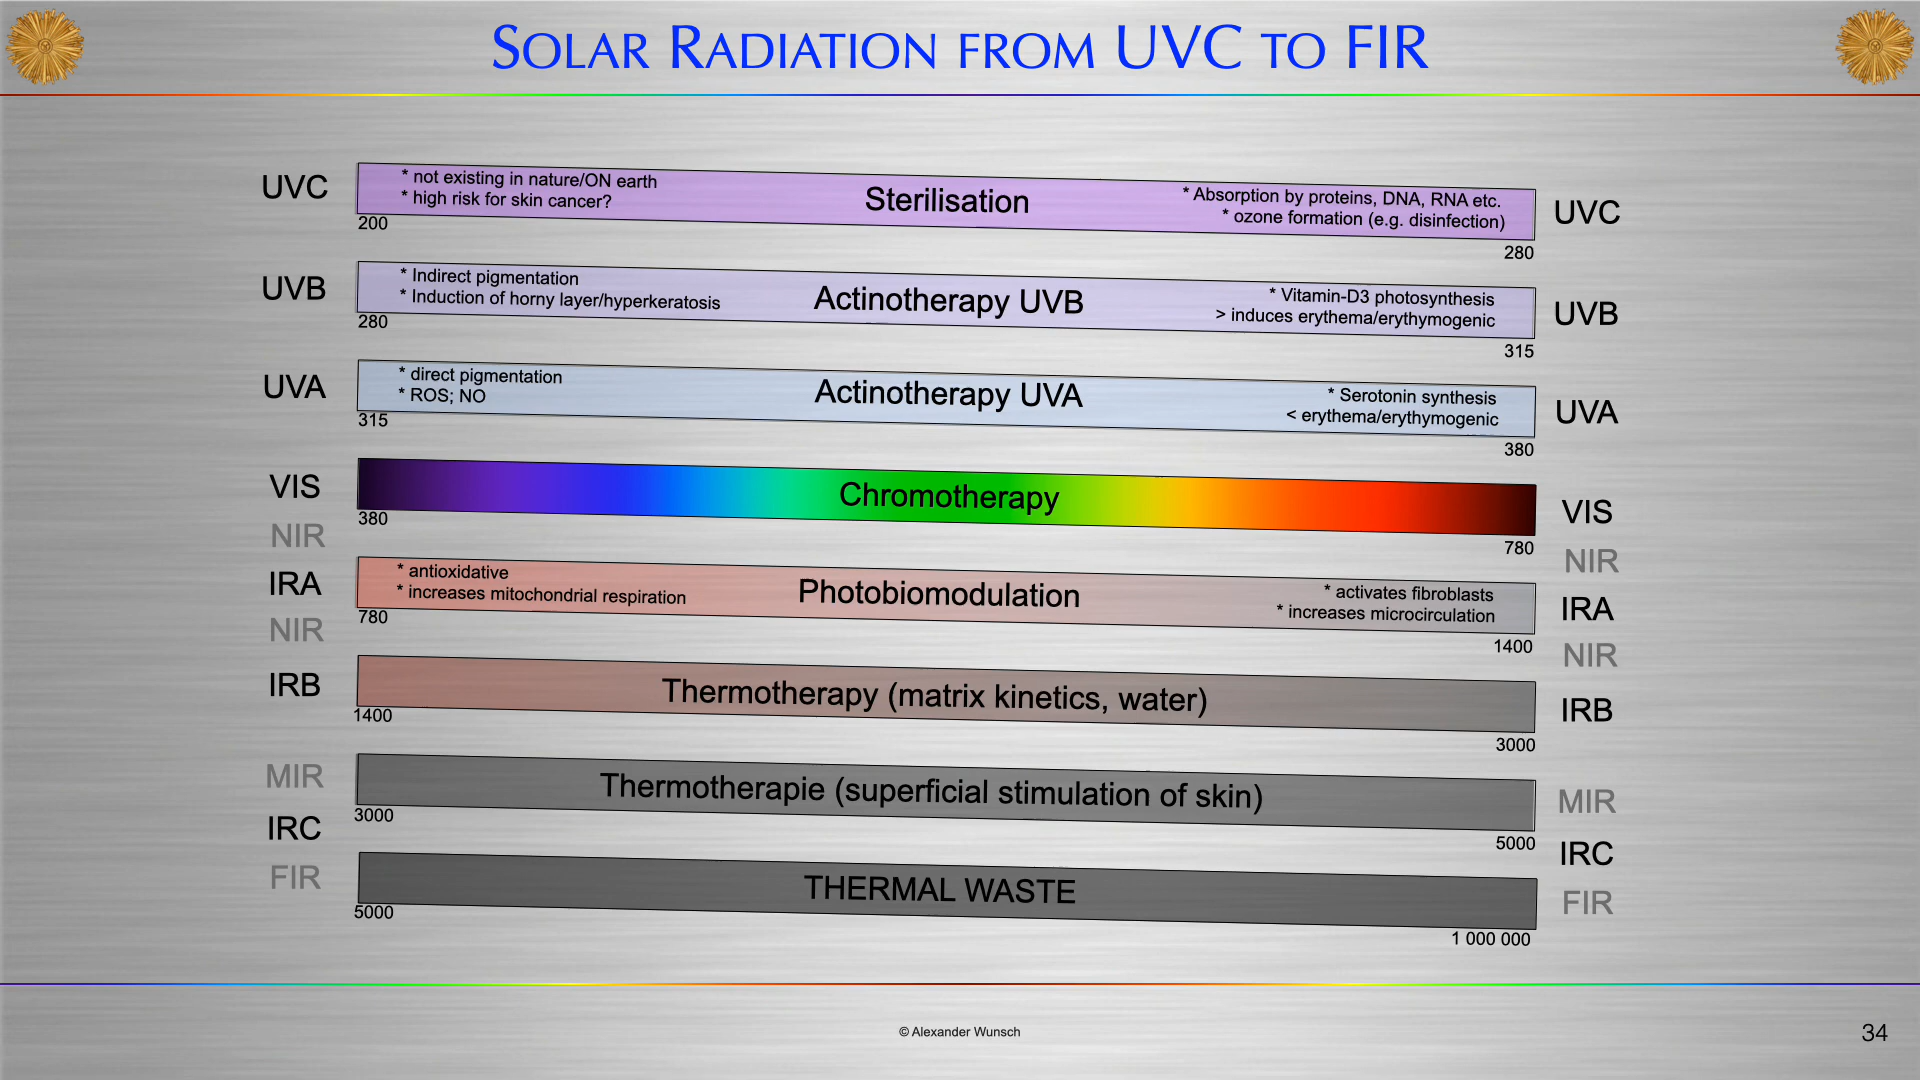 SOLAR RADIATION FROM UVC TO FIR
UVC
* not existing in nature/ON earth
* high risk for skin cancer?
Sterilisation
* Absorption by proteins, DNA, RNA etc.
* ozone formation (e.g. disinfection)
UVC
200
280
UVB
* Indirect pigmentation
* Induction of horny layer/hyperkeratosis
Actinotherapy UVB
* Vitamin-D3 photosynthesis
> induces erythema/erythymogenic
UVB
280
315
UVA
* direct pigmentation
* ROS; NO
Actinotherapy UVA
* Serotonin synthesis
< erythema/erythymogenic
UVA
315
380
VIS
Chromotherapy
VIS
380
780
NIR
NIR
IRA
* antioxidative
* increases mitochondrial respiration
Photobiomodulation
* activates fibroblasts
* increases microcirculation
IRA
780
1400
NIR
NIR
IRB
Thermotherapy (matrix kinetics, water)
IRB
1400
3000
MIR
Thermotherapie (superficial stimulation of skin)
MIR
3000
5000
IRC
IRC
FIR
THERMAL WASTE
FIR
5000
1 000 000
© Alexander Wunsch
34